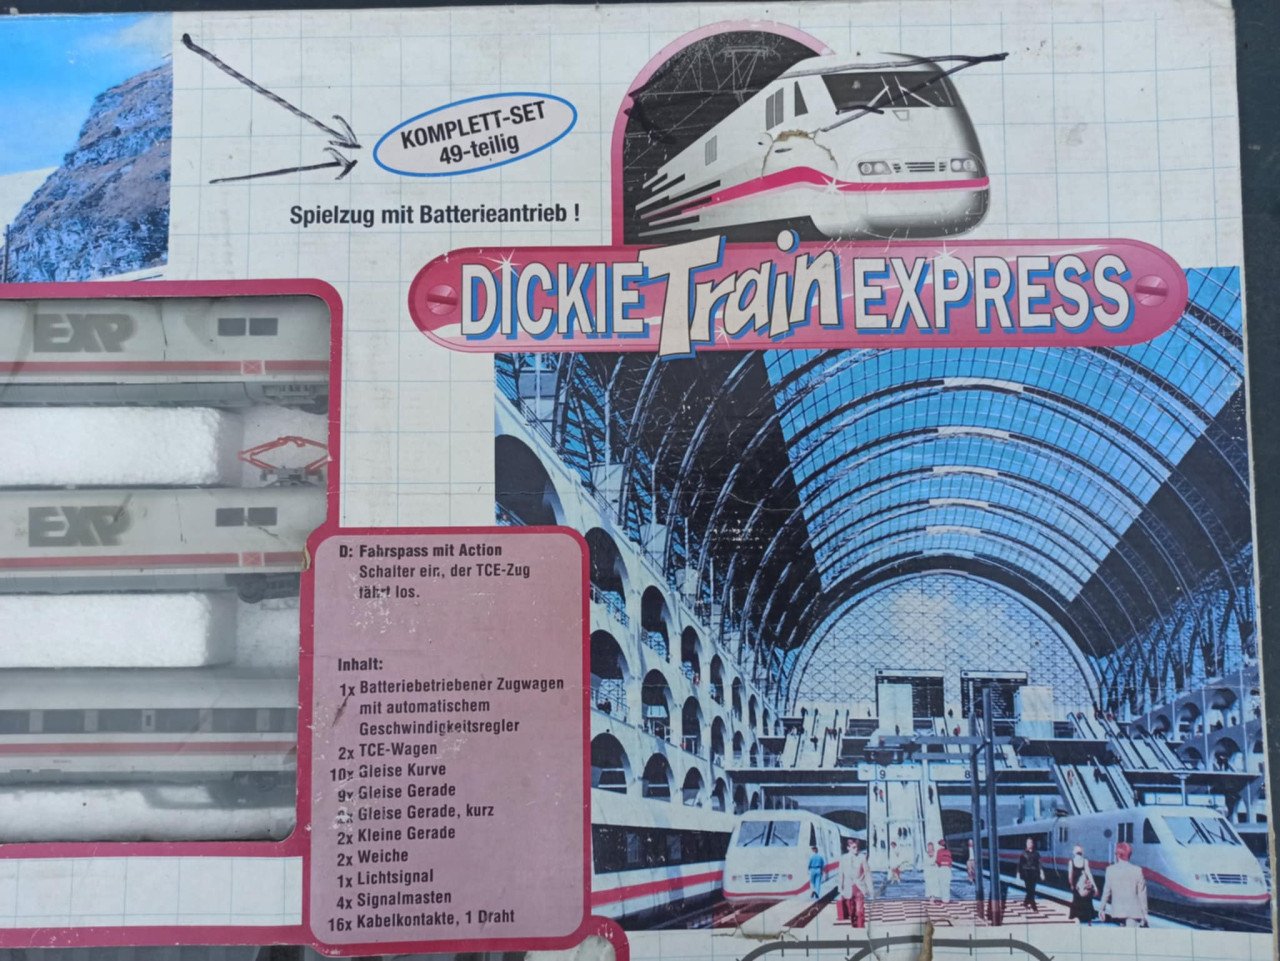 KOMPLETT-SET
49-teilig
Spielzug mit Batterieantrieb !
DICKIE Train EXPRESS
EXP
EXP
D: Fahrspass mit Action
Schalter ein, der TCE-Zug
fährt los.
Inhalt:
1x Batteriebetriebener Zugwagen
mit automatischem
Geschwindigkeitsregler
2x TCE-Wagen
10x Gleise Kurve
9x Gleise Gerade
Gleise Gerade, kurz
2x Kleine Gerade
2x Weiche
1x Lichtsignal
4x Signalmasten
16x Kabelkontakte, 1 Draht
9
8